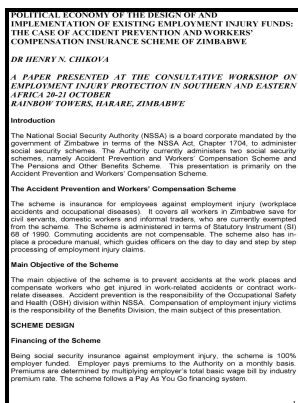 POLITICAL ECONOMY OF THE DESIGN OF AND
IMPLEMENTATION OF EXISTING EMPLOYMENT INJURY FUNDS:
THE CASE OF ACCIDENT PREVENTION AND WORKERS'
COMPENSATION INSURANCE SCHEME OF ZIMBABWE
DR HENRY N. CHIKOVA
A PAPER PRESENTED AT THE CONSULTATIVE WORKSHOP ON
EMPLOYMENT INJURY PROTECTION IN SOUTHERN AND EASTERN
AFRICA 20-21 OCTOBER
RAINBOW TOWERS, HARARE, ZIMBABWE
Introduction
The National Social Security Authority (NSSA) is a board corporate mandated by the
government of Zimbabwe in terms of the NSSA Act, Chapter 1704, to administer
social security schemes. The Authority currently administers two social security
schemes, namely Accident Prevention and Workers' Compensation Scheme and
The Pensions and Other Benefits Scheme. This presentation is primarily on the
Accident Prevention and Workers' Compensation Scheme.
The Accident Prevention and Workers' Compensation Scheme
The scheme is insurance for employees against employment injury (workplace
accidents and occupational diseases). It covers all workers in Zimbabwe save for
civil servants, domestic workers and informal traders, who are currently exempted
from the scheme. The Scheme is administered in terms of Statutory Instrument (SI)
68 of 1990. Commuting accidents are not compensable. The scheme also has in-
place a procedure manual, which guides officers on the day to day and step by step
processing of employment injury claims.
Main Objective of the Scheme
The main objective of the scheme is to prevent accidents at the work places and
compensate workers who get injured in work-related accidents or contract work-
relate diseases. Accident prevention is the responsibility of the Occupational Safety
and Health (OSH) division within NSSA. Compensation of employment injury victims
is the responsibility of the Benefits Division, the main subject of this presentation.
SCHEME DESIGN
Financing of the Scheme
Being social security insurance against employment injury, the scheme is 100%
employer funded. Employer pays premiums to the Authority on a monthly basis.
Premiums are determined by multiplying employer's total basic wage bill by industry
premium rate. The scheme follows a Pay As You Go financing system.
1